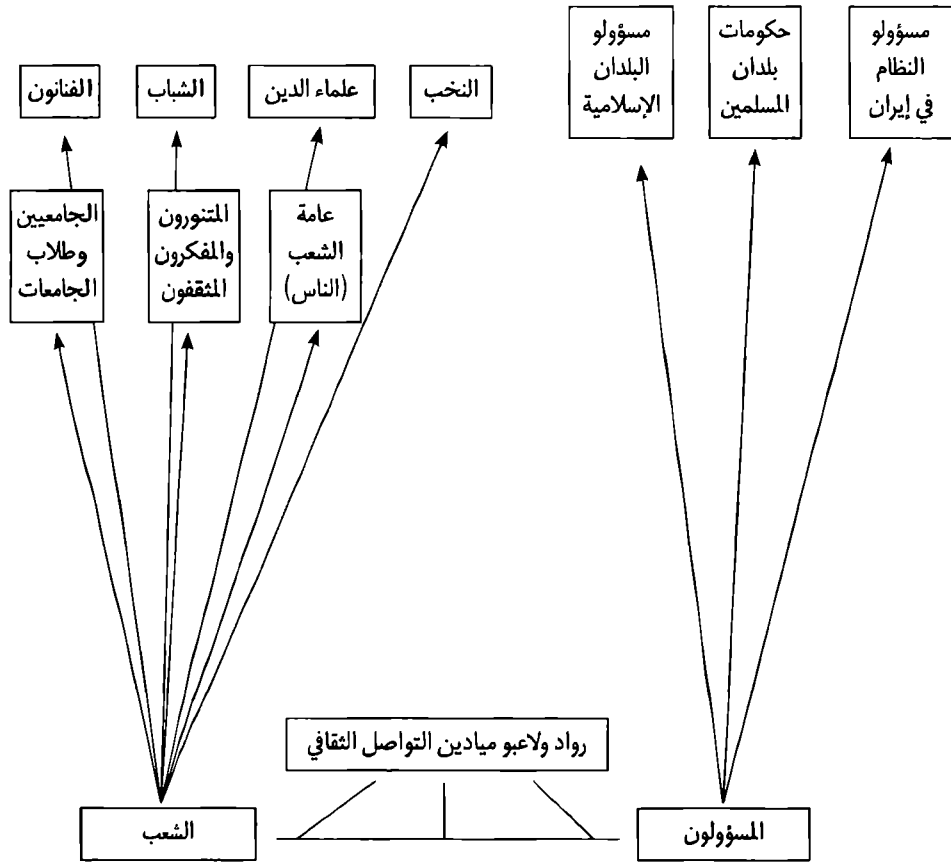 مسؤولو
النظام
في إيران
حكومات
بلدان
المسلمين
مسؤولو
البلدان
الإسلامية
النخب
علماء الدين
الشباب
الفنانون
عامة
الشعب
(الناس)
المتنورون
والمفكرون
المثقفون
الجامعيين
وطلاب
الجامعات
رواد ولاعبو ميادين التواصل الثقافي
المسؤولون
الشعب